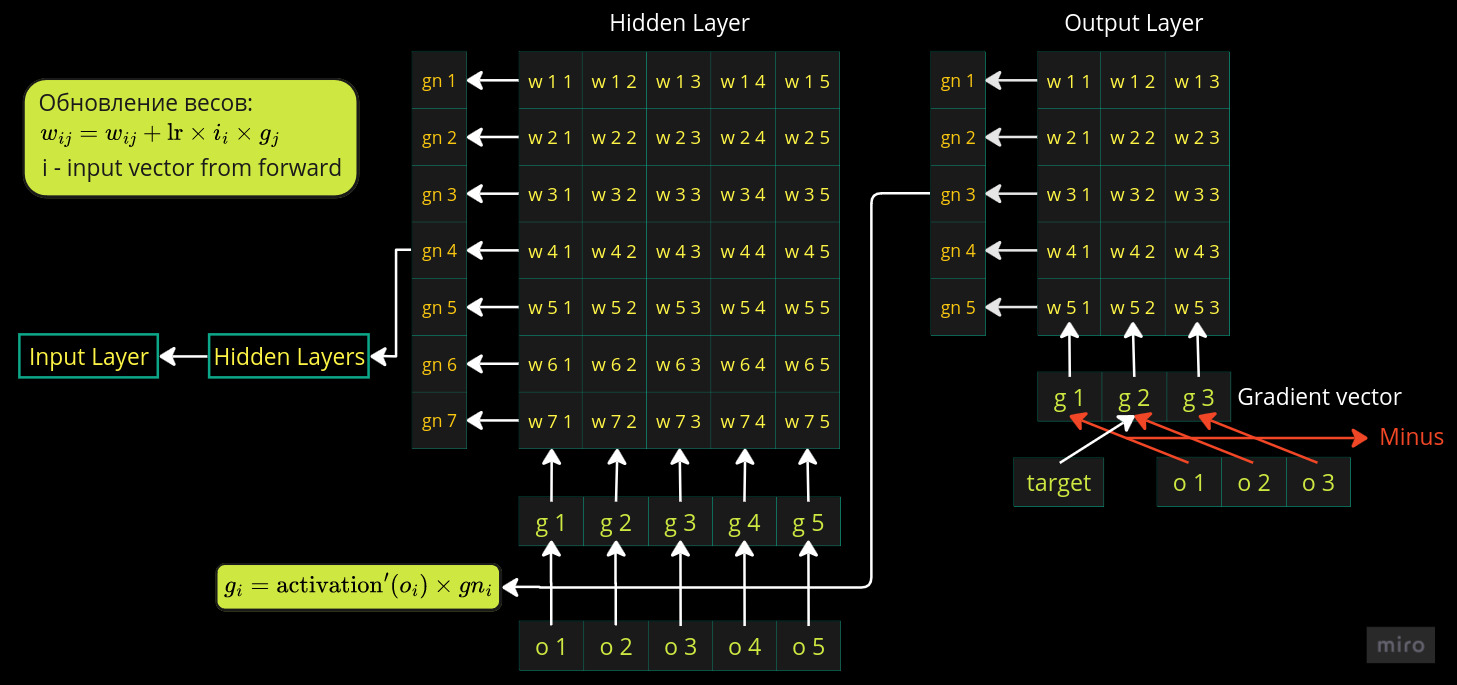 Hidden Layer
Output Layer
Обновление весов:
w_{ij} = w_{ij} + lr × i_i × g_j
i - input vector from forward
gn 1 w 1 1 w 1 2 w 1 3 w 1 4 w 1 5
gn 2 w 2 1 w 2 2 w 2 3 w 2 4 w 2 5
gn 3 w 3 1 w 3 2 w 3 3 w 3 4 w 3 5
gn 4 w 4 1 w 4 2 w 4 3 w 4 4 w 4 5
gn 5 w 5 1 w 5 2 w 5 3 w 5 4 w 5 5
gn 6 w 6 1 w 6 2 w 6 3 w 6 4 w 6 5
gn 7 w 7 1 w 7 2 w 7 3 w 7 4 w 7 5
Input Layer
Hidden Layers
g 1 g 2 g 3 g 4 g 5
g_i = activation′(o_i) × gn_i
o 1 o 2 o 3 o 4 o 5
gn 1 w 1 1 w 1 2 w 1 3
gn 2 w 2 1 w 2 2 w 2 3
gn 3 w 3 1 w 3 2 w 3 3
gn 4 w 4 1 w 4 2 w 4 3
gn 5 w 5 1 w 5 2 w 5 3
g 1 g 2 g 3 Gradient vector
Minus
target o 1 o 2 o 3
miro